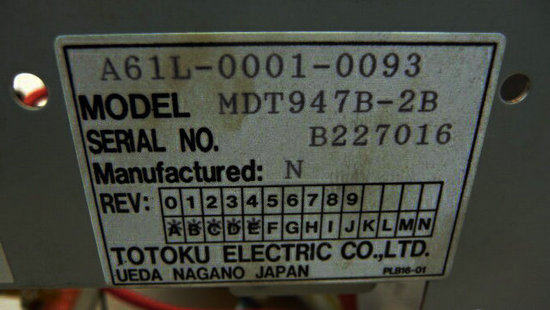 A61L-0001-0093
MODEL MDT947B-2B
SERIAL NO. B227016
Manufactured: N
REV: 0 1 2 3 4 5 6 7 8 9
A B C D E F G H I J K L M N
TOTOKU ELECTRIC CO.,LTD.
UEDA NAGANO JAPAN PLB16-01